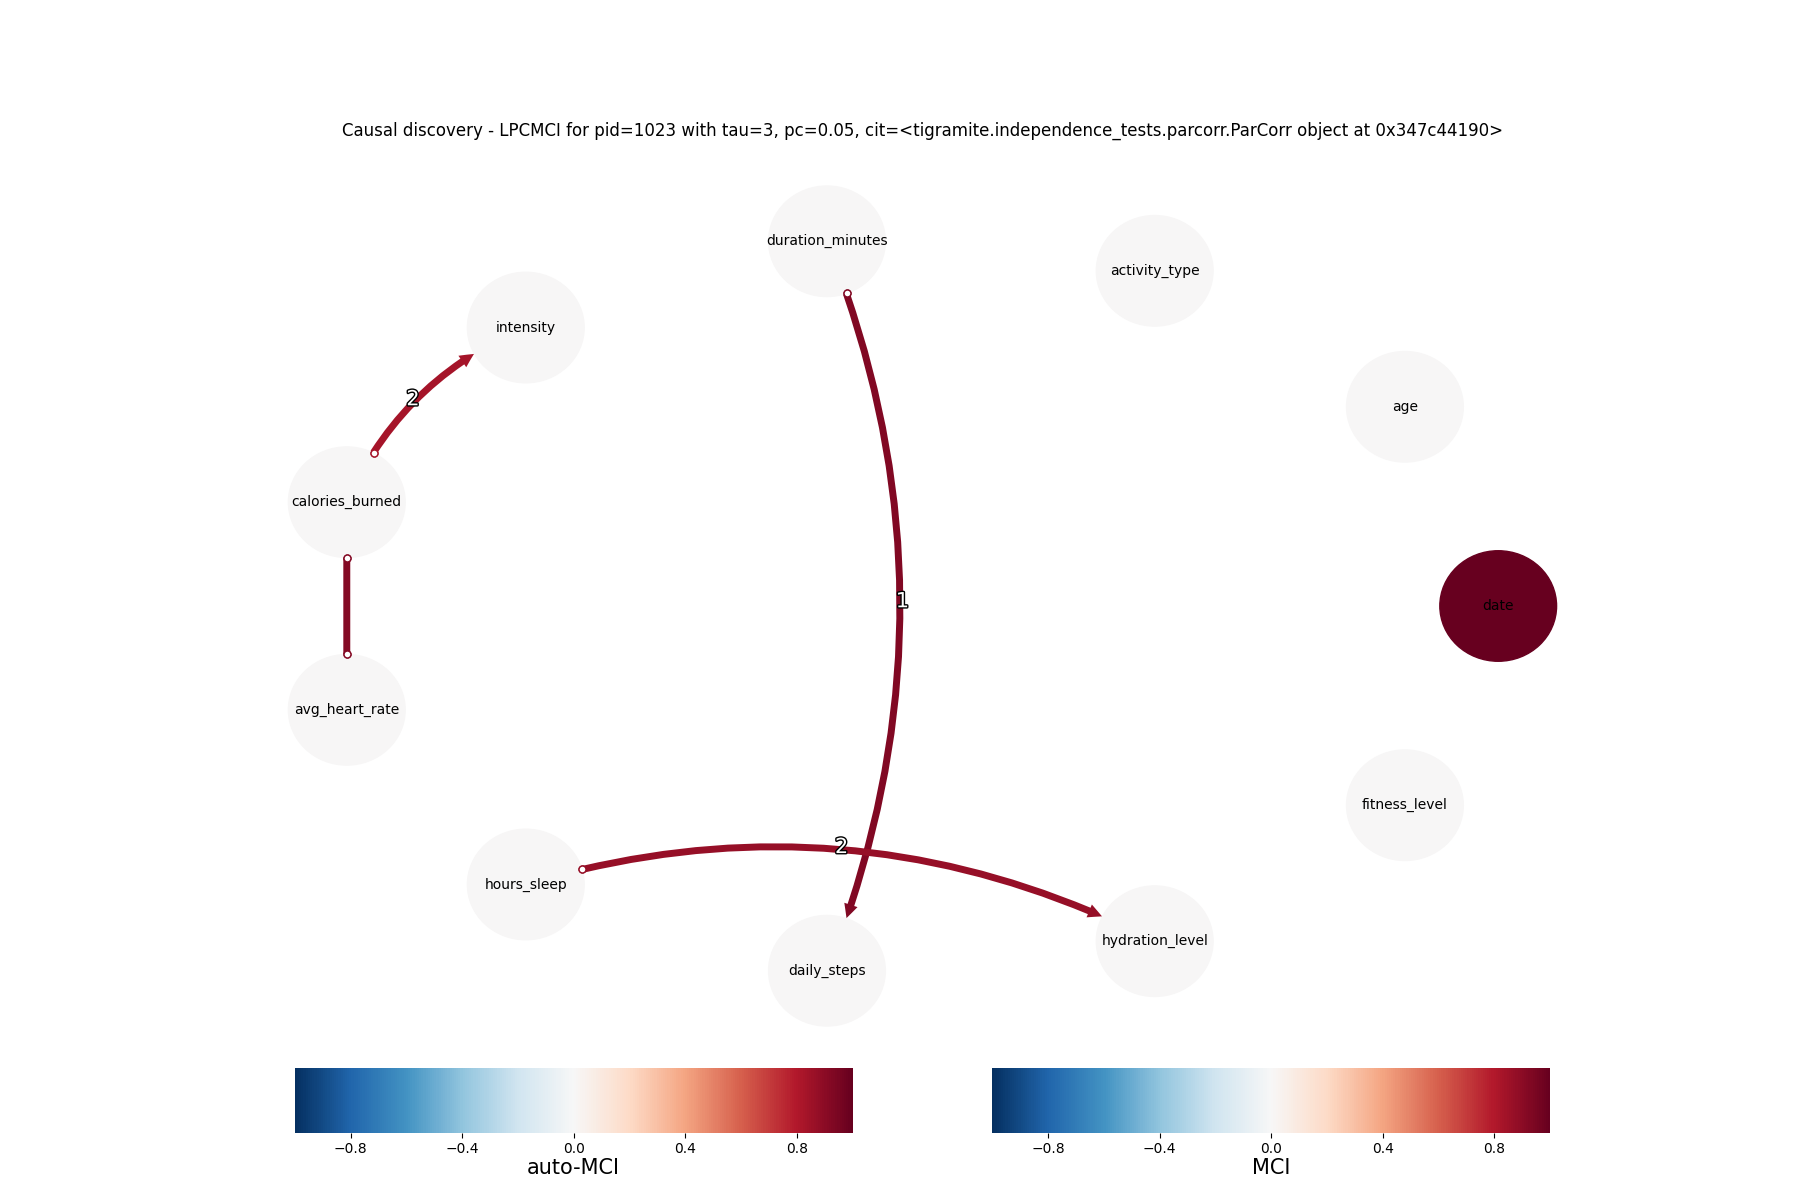 Causal discovery - LPCMCI for pid=1023 with tau=3, pc=0.05, cit=<tigramite.independence_tests.parcorr.ParCorr object at 0x347c44190>
duration_minutes
activity_type
intensity
2
age
calories_burned
1
date
avg_heart_rate
fitness_level
2
hours_sleep
hydration_level
daily_steps
−0.8 −0.4 0.0 0.4 0.8
auto-MCI
−0.8 −0.4 0.0 0.4 0.8
MCI